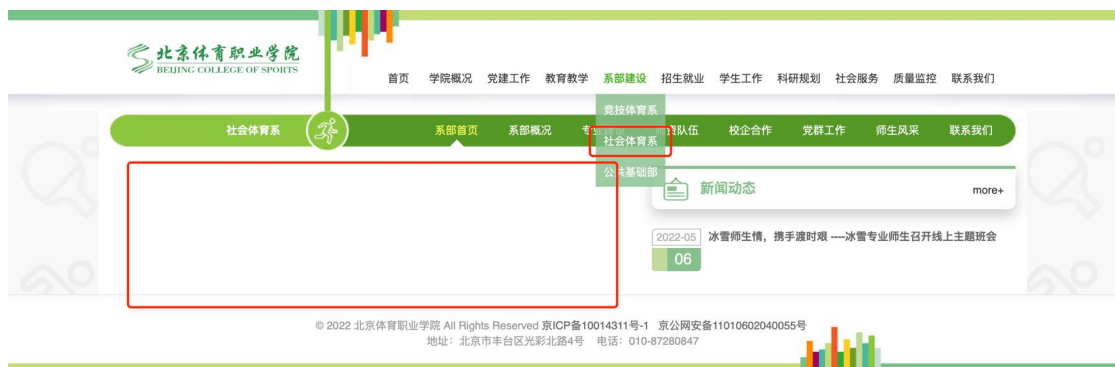 北京体育职业学院
BEIJING COLLEGE OF SPORTS
首页 学院概况 党建工作 教育教学 系部建设 招生就业 学生工作 科研规划 社会服务 质量监控 联系我们
竞技体育系
社会体育系
公共基础部
社会体育系 系部首页 系部概况 师资队伍 校企合作 党群工作 师生风采 联系我们
新闻动态 more+
2022-05 冰雪师生情，携手渡时艰 ----冰雪专业师生召开线上主题班会
06
© 2022 北京体育职业学院 All Rights Reserved 京ICP备10014311号-1 京公网安备11010602040055号
地址：北京市丰台区光彩北路4号 电话：010-87280847